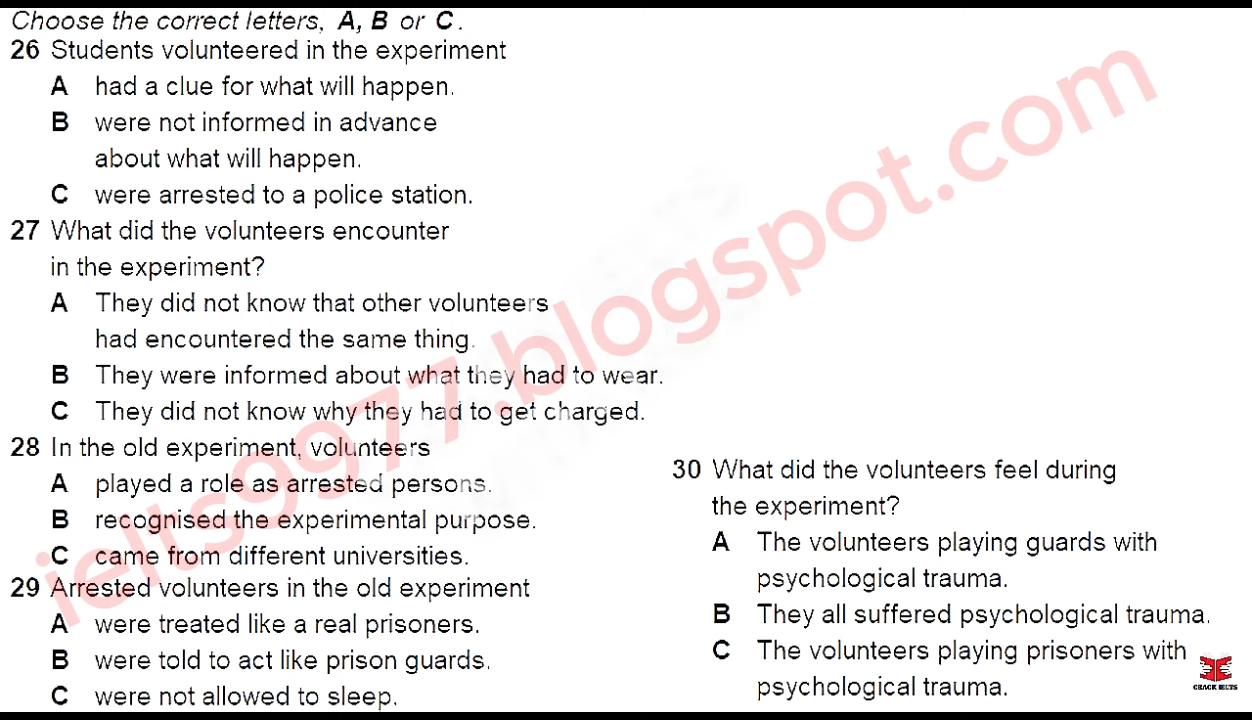 Choose the correct letters, A, B or C.
26 Students volunteered in the experiment
A had a clue for what will happen.
B were not informed in advance
about what will happen.
C were arrested to a police station.
27 What did the volunteers encounter
in the experiment?
A They did not know that other volunteers
had encountered the same thing.
B They were informed about what they had to wear.
C They did not know why they had to get charged.
28 In the old experiment, volunteers
A played a role as arrested persons.
B recognised the experimental purpose.
C came from different universities.
29 Arrested volunteers in the old experiment
A were treated like a real prisoners.
B were told to act like prison guards.
C were not allowed to sleep.
30 What did the volunteers feel during
the experiment?
A The volunteers playing guards with
psychological trauma.
B They all suffered psychological trauma.
C The volunteers playing prisoners with
psychological trauma.
ielts9977.blogspot.com
CRACK IELTS